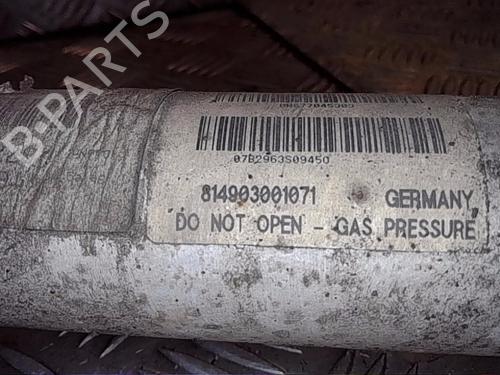 B-PARTS
07B2963S09450
814903001071 GERMANY
DO NOT OPEN - GAS PRESSURE